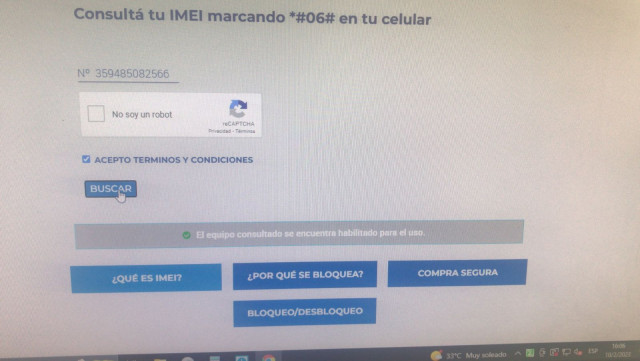 Consultá tu IMEI marcando *#06# en tu celular
Nº 359485082566
No soy un robot
reCAPTCHA
Privacidad - Términos
ACEPTO TERMINOS Y CONDICIONES
BUSCAR
El equipo consultado se encuentra habilitado para el uso.
¿QUÉ ES IMEI?
¿POR QUÉ SE BLOQUEA?
COMPRA SEGURA
BLOQUEO/DESBLOQUEO
33°C Muy soleado
ESP